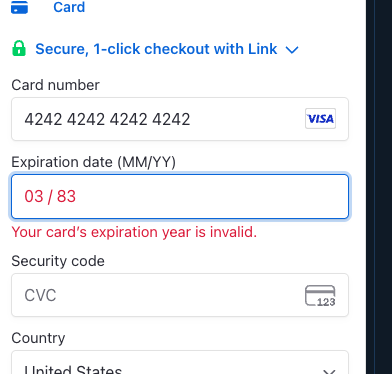 Card
Secure, 1-click checkout with Link
Card number
4242 4242 4242 4242
VISA
Expiration date (MM/YY)
03 / 83
Your card’s expiration year is invalid.
Security code
CVC
123
Country
United States